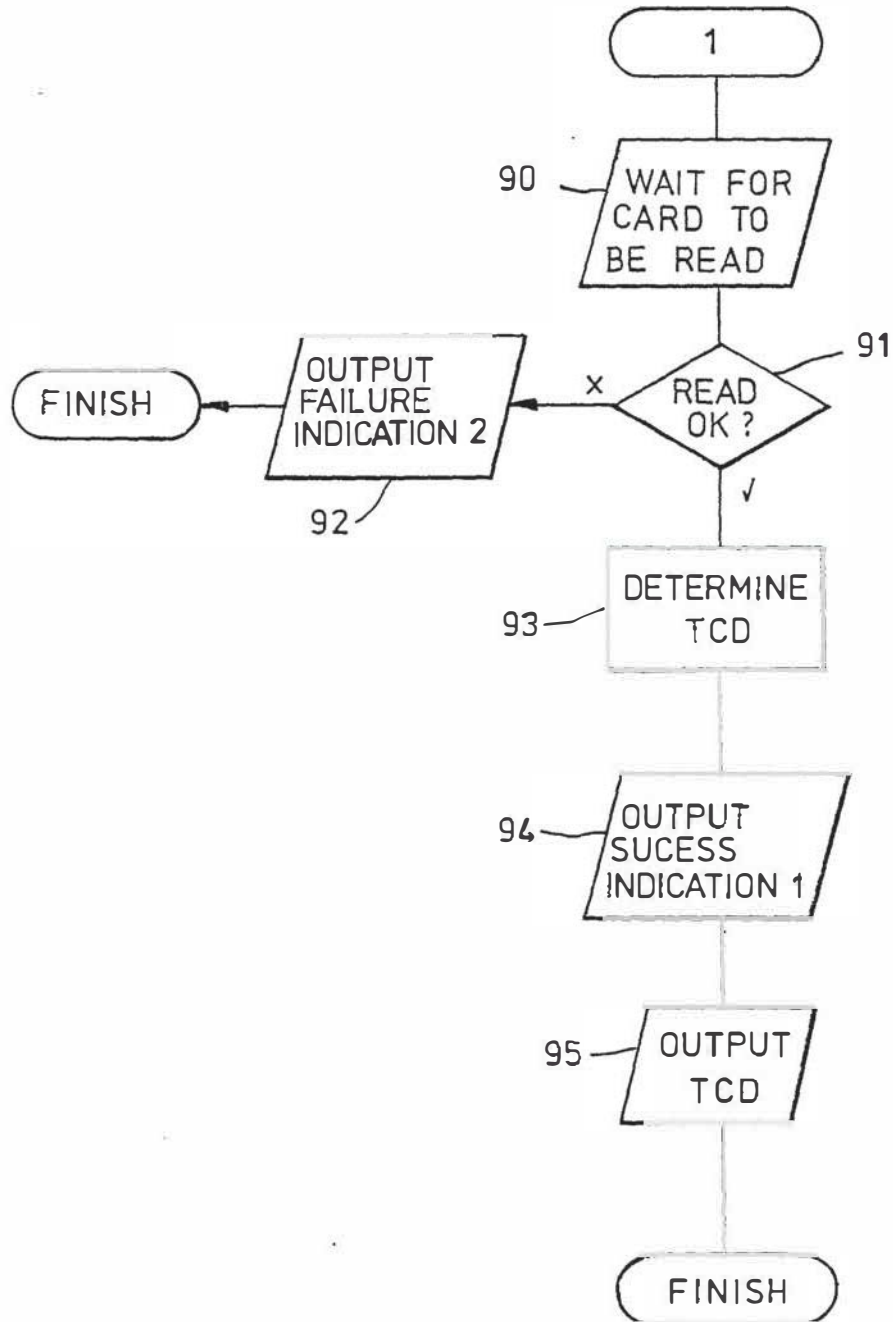 1
90
WAIT FOR
CARD TO
BE READ
91
READ
OK ?
X
√
OUTPUT
FAILURE
INDICATION 2
92
FINISH
93
DETERMINE
TCD
94
OUTPUT
SUCESS
INDICATION 1
95
OUTPUT
TCD
FINISH